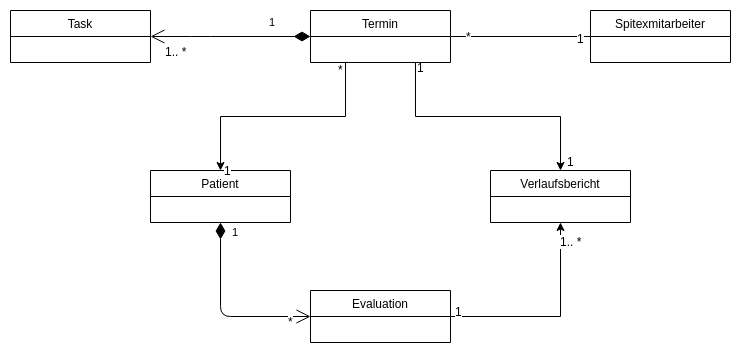 Task
1
Termin
Spitexmitarbeiter
1.. *
*
1
*
1
1
1
Patient
Verlaufsbericht
1
1.. *
Evaluation
*
1